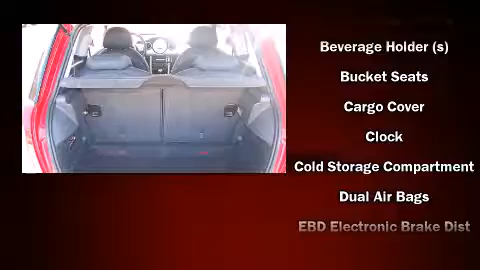 Beverage Holder (s)
Bucket Seats
Cargo Cover
Clock
Cold Storage Compartment
Dual Air Bags
EBD Electronic Brake Dist